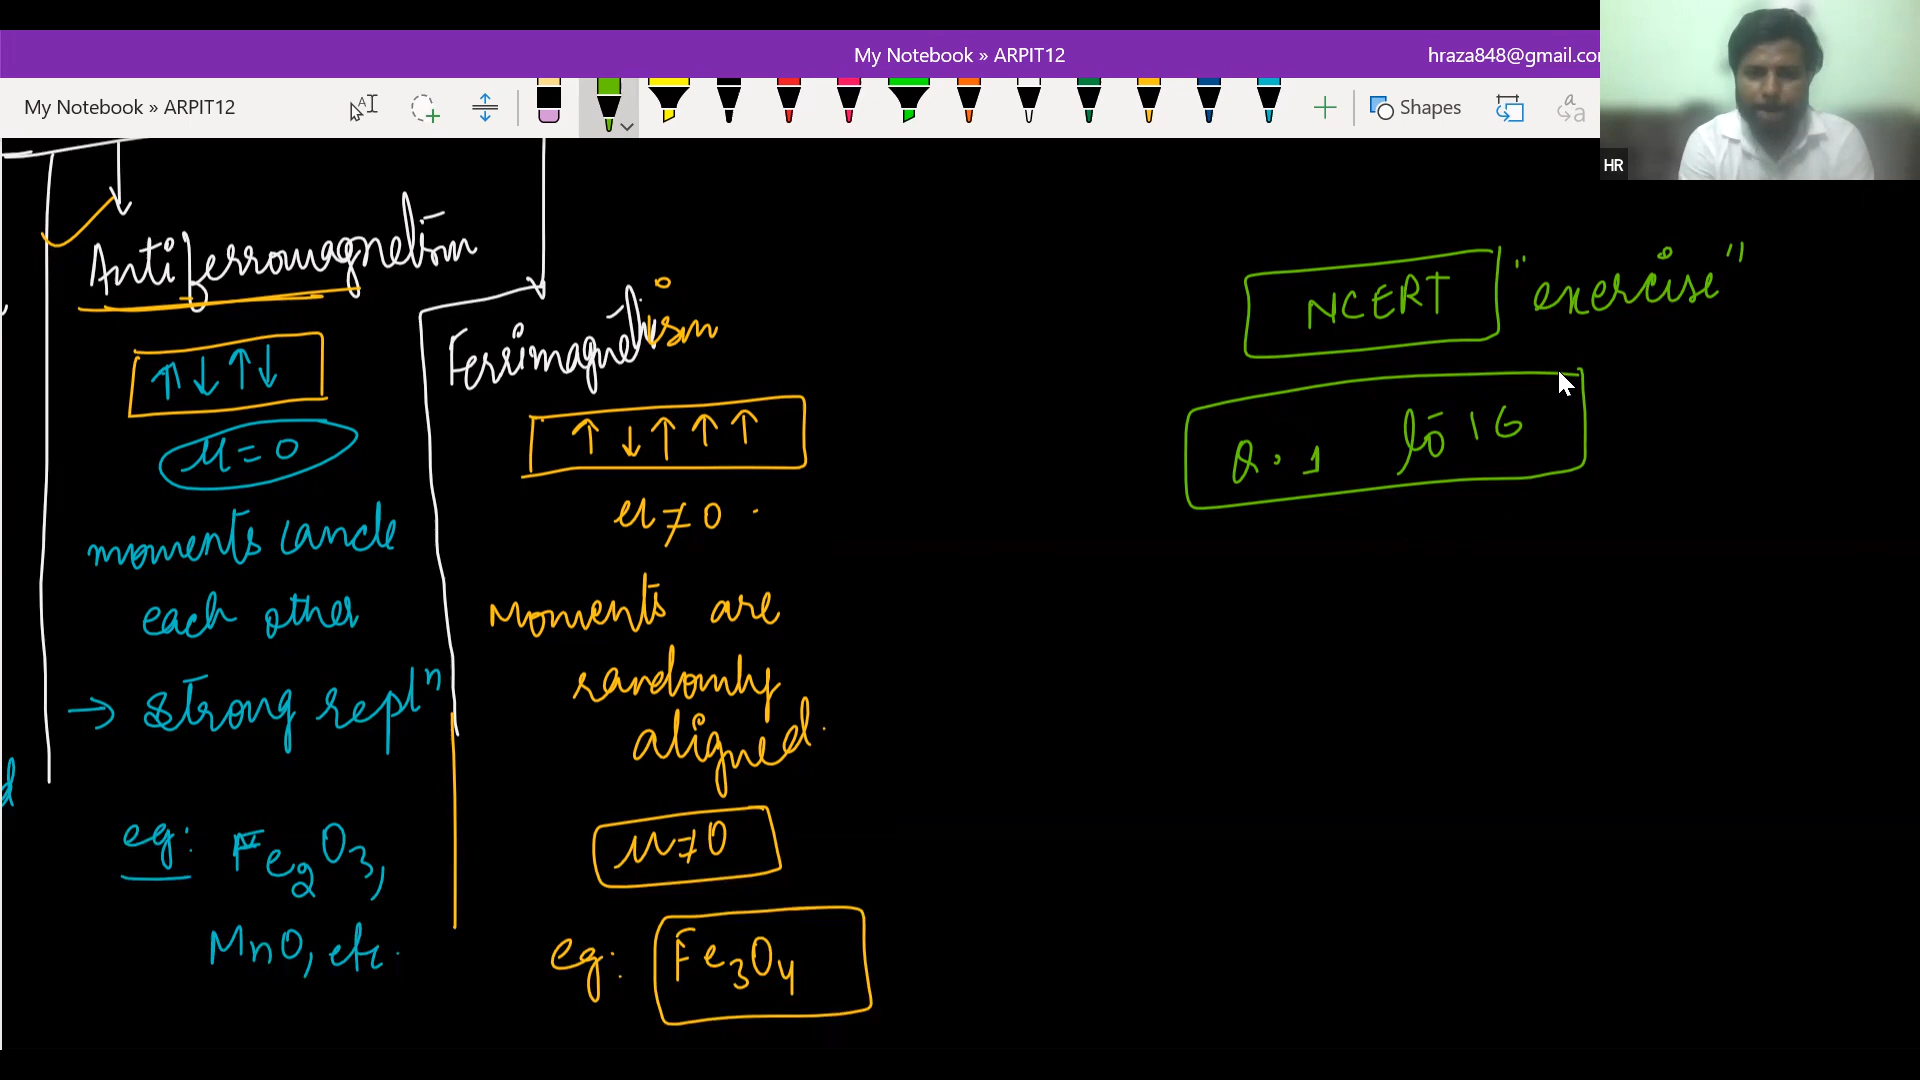 My Notebook » ARPIT12
hraza848@gmail.co
My Notebook » ARPIT12
Shapes
HR
Antiferromagnetism
↑ ↓ ↑ ↓
μ = 0
moments cancle
each other
→ strong replⁿ
eg: Fe₂O₃,
MnO, etc.
Ferrimagnetism
↑ ↓ ↑ ↑ ↑
μ ≠ 0
Moments are
randomly
aligned.
μ ≠ 0
eg: Fe₃O₄
NCERT "exercise"
Q. 1 to 16